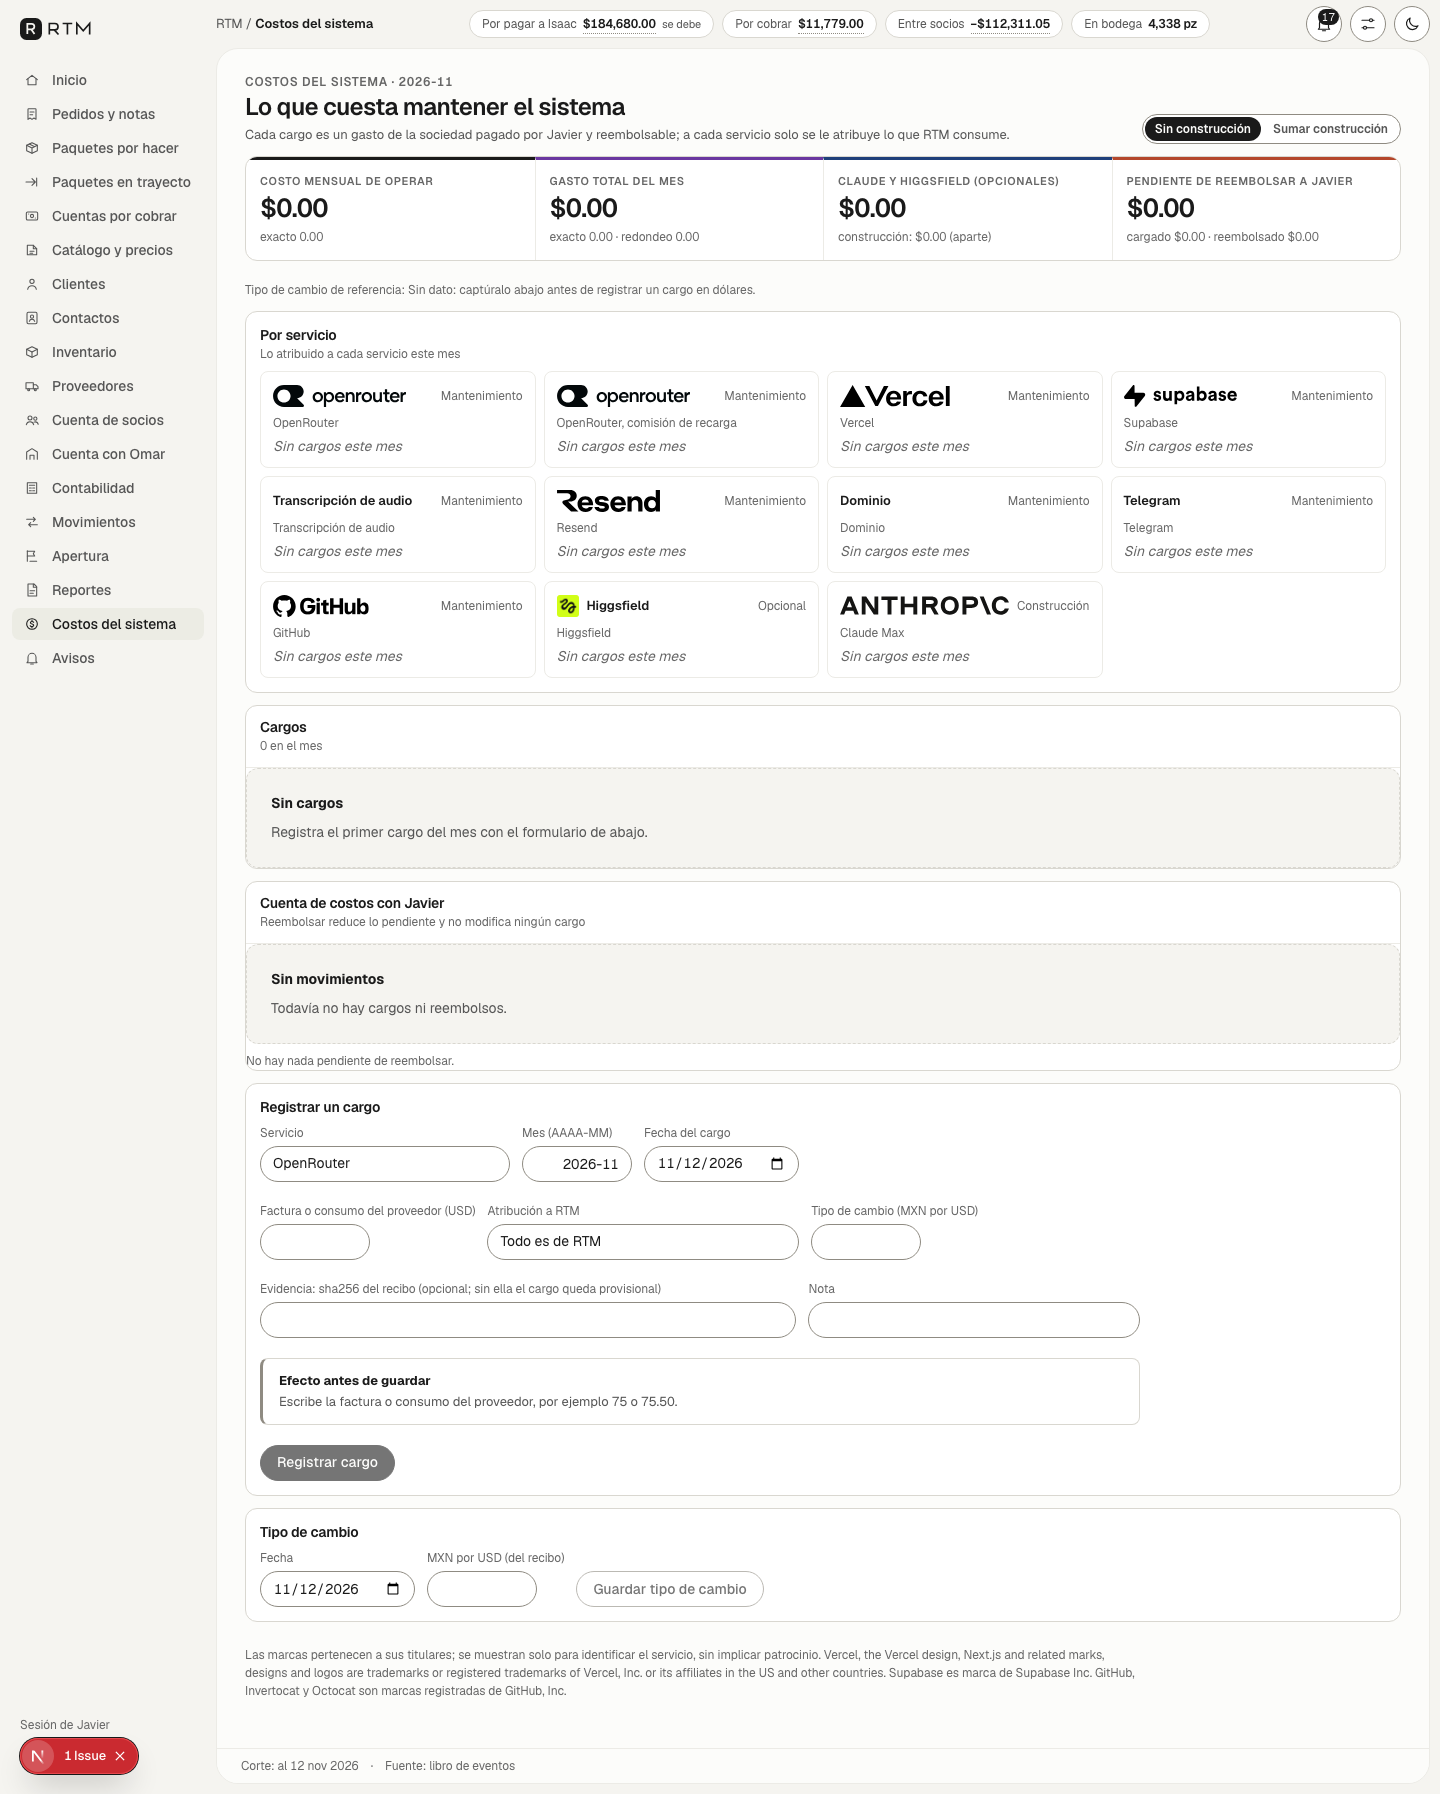 R RTM
RTM / Costos del sistema
Por pagar a Isaac $184,680.00 se debe
Por cobrar $11,779.00
Entre socios −$112,311.05
En bodega 4,338 pz
17
Inicio
Pedidos y notas
Paquetes por hacer
Paquetes en trayecto
Cuentas por cobrar
Catálogo y precios
Clientes
Contactos
Inventario
Proveedores
Cuenta de socios
Cuenta con Omar
Contabilidad
Movimientos
Apertura
Reportes
Costos del sistema
Avisos
Sesión de Javier
N 1 Issue
COSTOS DEL SISTEMA · 2026-11
Lo que cuesta mantener el sistema
Cada cargo es un gasto de la sociedad pagado por Javier y reembolsable; a cada servicio solo se le atribuye lo que RTM consume.
Sin construcción Sumar construcción
COSTO MENSUAL DE OPERAR
$0.00
exacto 0.00
GASTO TOTAL DEL MES
$0.00
exacto 0.00 · redondeo 0.00
CLAUDE Y HIGGSFIELD (OPCIONALES)
$0.00
construcción: $0.00 (aparte)
PENDIENTE DE REEMBOLSAR A JAVIER
$0.00
cargado $0.00 · reembolsado $0.00
Tipo de cambio de referencia: Sin dato: captúralo abajo antes de registrar un cargo en dólares.
Por servicio
Lo atribuido a cada servicio este mes
openrouter Mantenimiento
OpenRouter
Sin cargos este mes
openrouter Mantenimiento
OpenRouter, comisión de recarga
Sin cargos este mes
Vercel Mantenimiento
Vercel
Sin cargos este mes
supabase Mantenimiento
Supabase
Sin cargos este mes
Transcripción de audio Mantenimiento
Transcripción de audio
Sin cargos este mes
Resend Mantenimiento
Resend
Sin cargos este mes
Dominio Mantenimiento
Dominio
Sin cargos este mes
Telegram Mantenimiento
Telegram
Sin cargos este mes
GitHub Mantenimiento
GitHub
Sin cargos este mes
Higgsfield Opcional
Higgsfield
Sin cargos este mes
ANTHROP\C Construcción
Claude Max
Sin cargos este mes
Cargos
0 en el mes
Sin cargos
Registra el primer cargo del mes con el formulario de abajo.
Cuenta de costos con Javier
Reembolsar reduce lo pendiente y no modifica ningún cargo
Sin movimientos
Todavía no hay cargos ni reembolsos.
No hay nada pendiente de reembolsar.
Registrar un cargo
Servicio Mes (AAAA-MM) Fecha del cargo
OpenRouter 2026-11 11/12/2026
Factura o consumo del proveedor (USD) Atribución a RTM Tipo de cambio (MXN por USD)
Todo es de RTM
Evidencia: sha256 del recibo (opcional; sin ella el cargo queda provisional) Nota
Efecto antes de guardar
Escribe la factura o consumo del proveedor, por ejemplo 75 o 75.50.
Registrar cargo
Tipo de cambio
Fecha MXN por USD (del recibo)
11/12/2026 Guardar tipo de cambio
Las marcas pertenecen a sus titulares; se muestran solo para identificar el servicio, sin implicar patrocinio. Vercel, the Vercel design, Next.js and related marks,
designs and logos are trademarks or registered trademarks of Vercel, Inc. or its affiliates in the US and other countries. Supabase es marca de Supabase Inc. GitHub,
Invertocat y Octocat son marcas registradas de GitHub, Inc.
Corte: al 12 nov 2026 · Fuente: libro de eventos